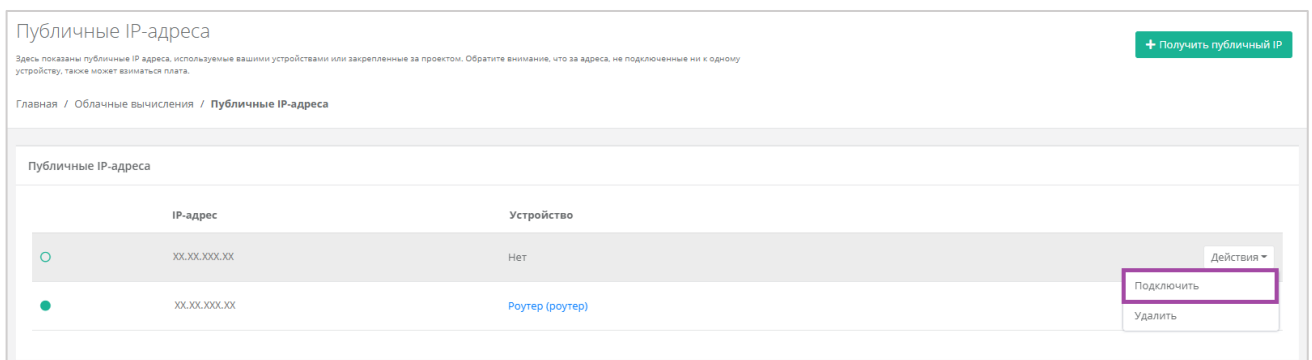 Публичные IP-адреса
+ Получить публичный IP
Здесь показаны публичные IP адреса, используемые вашими устройствами или закрепленные за проектом. Обратите внимание, что за адреса, не подключенные ни к одному
устройству, также может взиматься плата.
Главная / Облачные вычисления / Публичные IP-адреса
Публичные IP-адреса
IP-адрес Устройство
XX.XX.XXX.XX Нет Действия
Подключить
XX.XX.XXX.XX Роутер (роутер)
Удалить